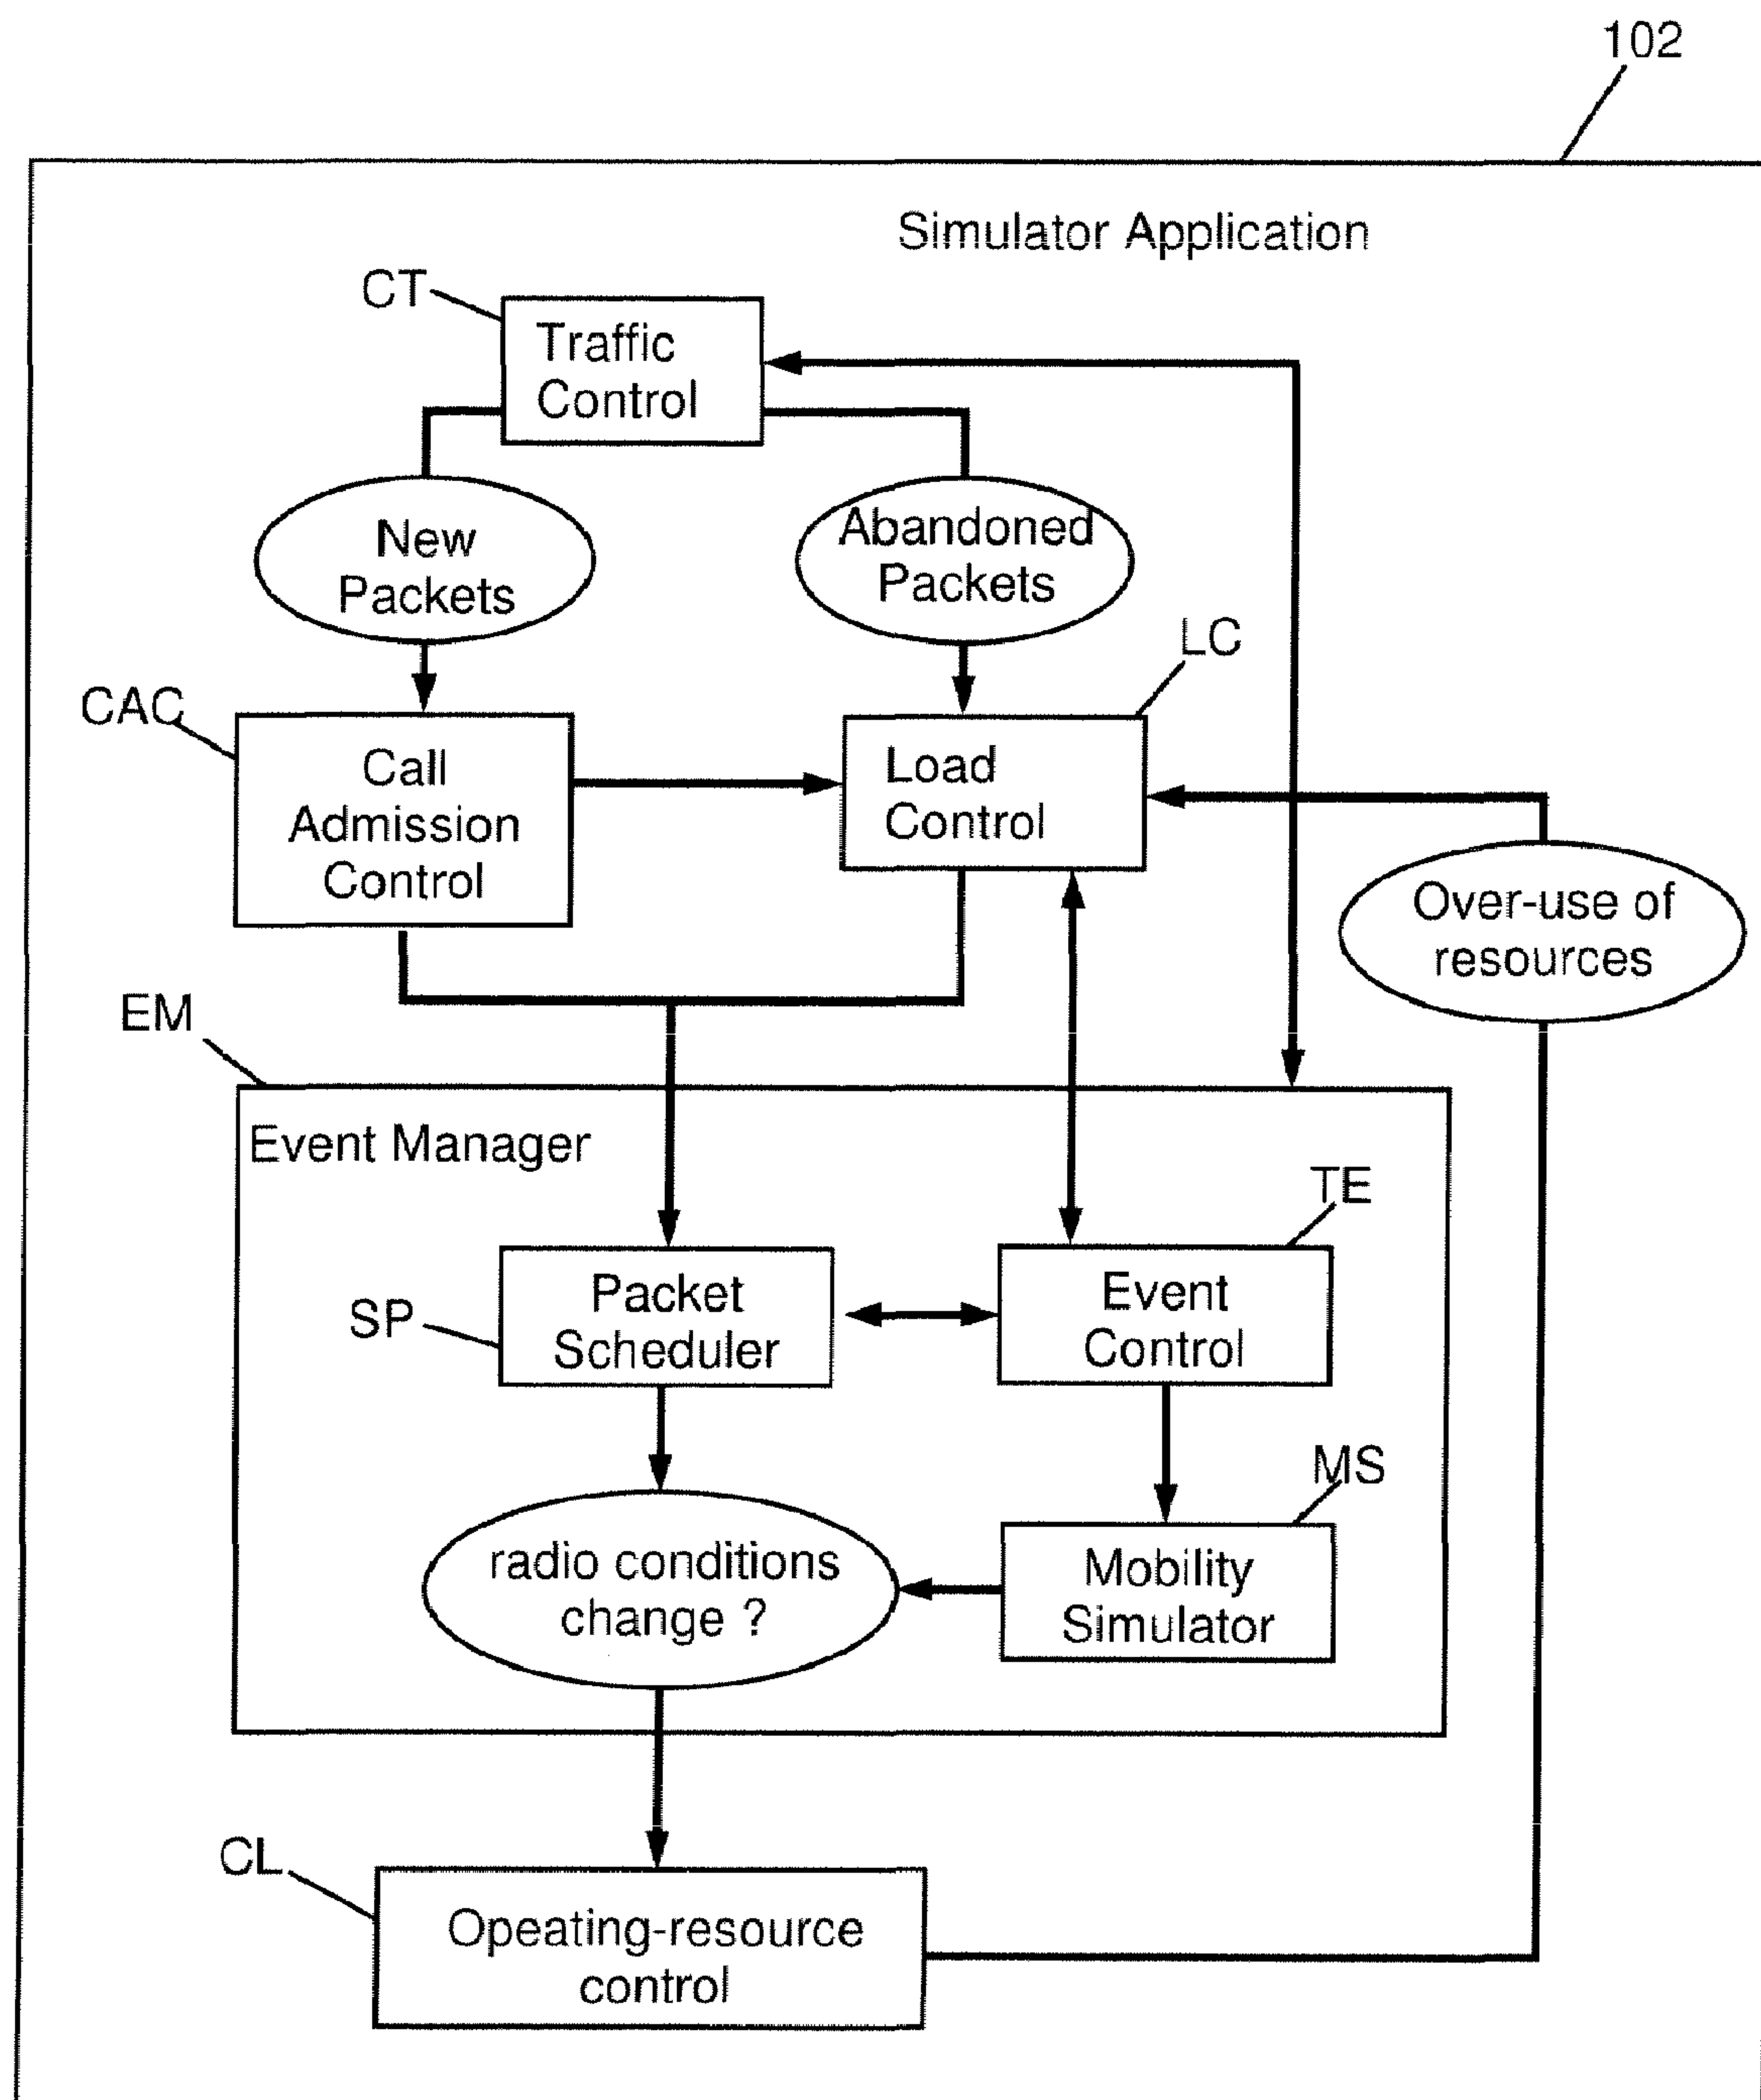 102
Simulator Application
CT
Traffic
Control
New
Packets
Abandoned
Packets
LC
CAC
Call
Admission
Control
Load
Control
Over-use of
resources
EM
Event Manager
TE
SP
Packet
Scheduler
Event
Control
MS
radio conditions
change ?
Mobility
Simulator
CL
Opeating-resource
control